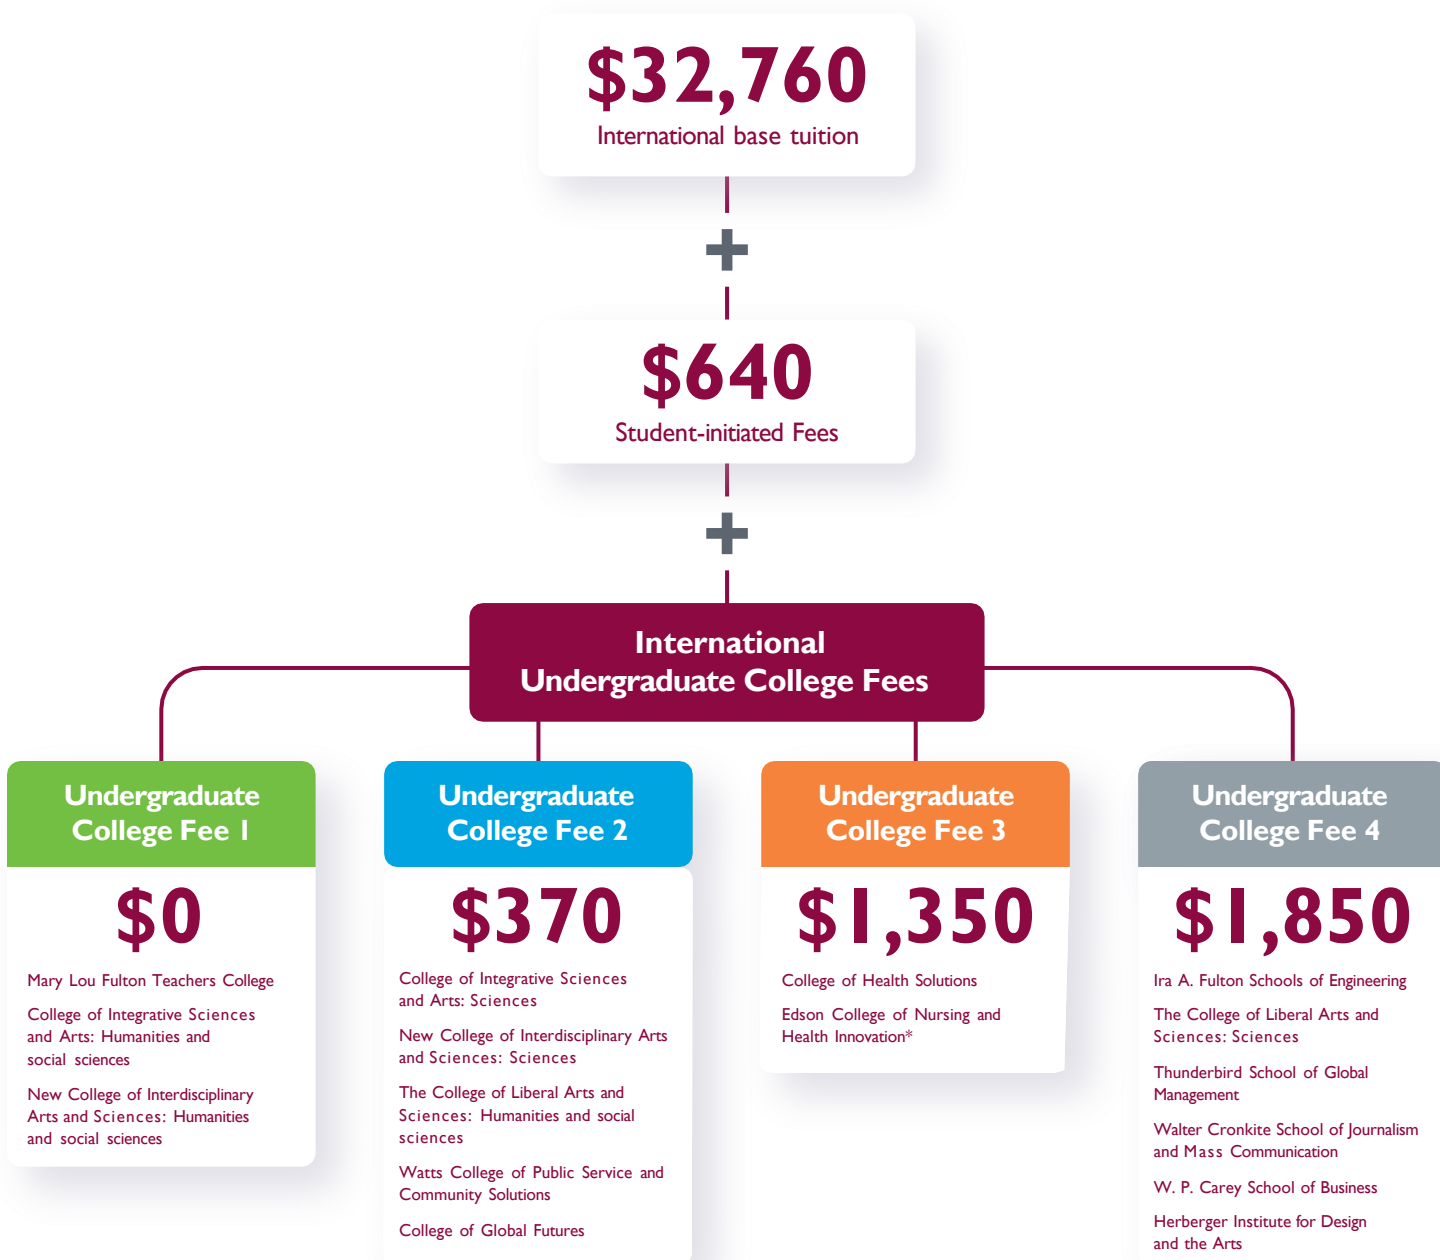 $32,760
International base tuition
+
$640
Student-initiated Fees
+
International
Undergraduate College Fees
Undergraduate
College Fee 1
$0
Mary Lou Fulton Teachers College
College of Integrative Sciences
and Arts: Humanities and
social sciences
New College of Interdisciplinary
Arts and Sciences: Humanities
and social sciences
Undergraduate
College Fee 2
$370
College of Integrative Sciences
and Arts: Sciences
New College of Interdisciplinary Arts
and Sciences: Sciences
The College of Liberal Arts and
Sciences: Humanities and social
sciences
Watts College of Public Service and
Community Solutions
College of Global Futures
Undergraduate
College Fee 3
$1,350
College of Health Solutions
Edson College of Nursing and
Health Innovation*
Undergraduate
College Fee 4
$1,850
Ira A. Fulton Schools of Engineering
The College of Liberal Arts and
Sciences: Sciences
Thunderbird School of Global
Management
Walter Cronkite School of Journalism
and Mass Communication
W. P. Carey School of Business
Herberger Institute for Design
and the Arts